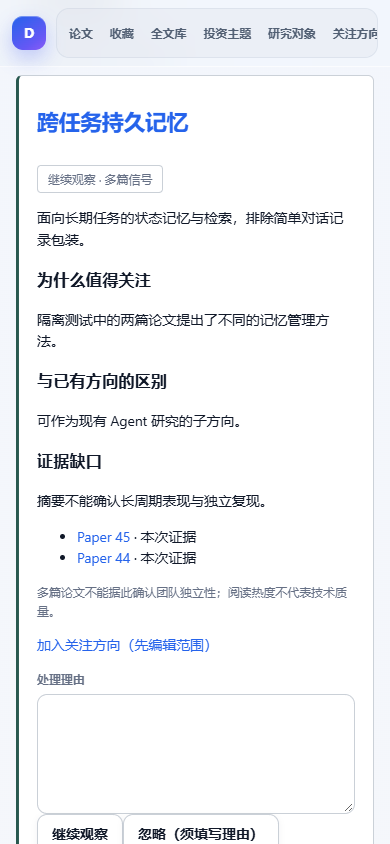 D
论文 收藏 全文库 投资主题 研究对象 关注方向
跨任务持久记忆
继续观察 · 多篇信号
面向长期任务的状态记忆与检索，排除简单对话记
录包装。
为什么值得关注
隔离测试中的两篇论文提出了不同的记忆管理方
法。
与已有方向的区别
可作为现有 Agent 研究的子方向。
证据缺口
摘要不能确认长周期表现与独立复现。
• Paper 45 · 本次证据
• Paper 44 · 本次证据
多篇论文不能据此确认团队独立性；阅读热度不代表技术质
量。
加入关注方向（先编辑范围）
处理理由
继续观察 忽略（须填写理由）